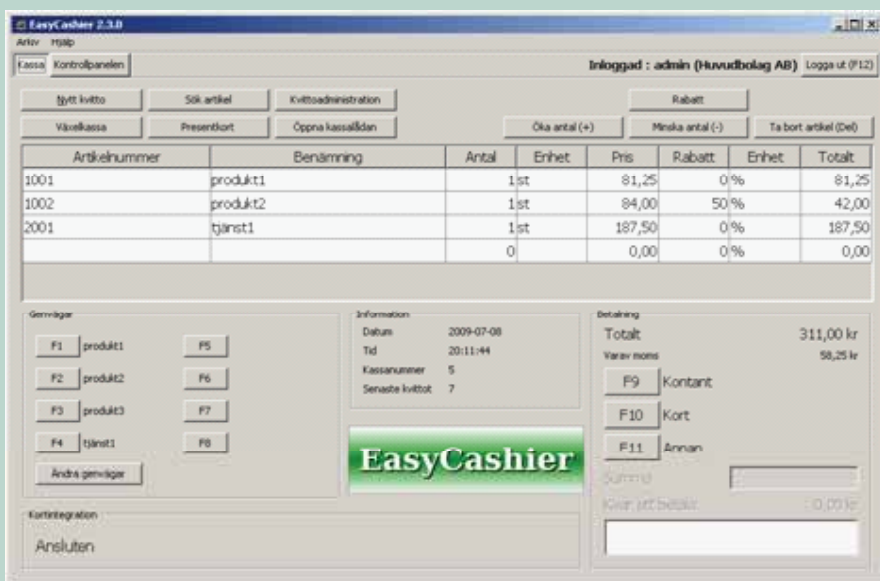 EasyCashier 2.3.0
Arkiv Hjälp
Kassa Kontrollpanelen Inloggad : admin (Huvudbolag AB) Logga ut (F12)
Nytt kvitto Sök artikel Kvittoadministration Rabatt
Växelkassa Presentkort Öppna kassalådan Öka antal (+) Minska antal (-) Ta bort artikel (Del)
Artikelnummer Benämning Antal Enhet Pris Rabatt Enhet Totalt
1001 produkt1 1 st 81,25 0 % 81,25
1002 produkt2 1 st 84,00 50 % 42,00
2001 tjänst1 1 st 187,50 0 % 187,50
0 0,00 0 % 0,00
Genvägar
F1 produkt1 F5
F2 produkt2 F6
F3 produkt3 F7
F4 tjänst1 F8
Ändra genvägar
Information
Datum 2009-07-08
Tid 20:11:44
Kassanummer 5
Senaste kvittot 7
EasyCashier
Betalning
Totalt 311,00 kr
Varav moms 58,25 kr
F9 Kontant
F10 Kort
F11 Annan
Summa
Kvar att betala: 0,00 kr
Kortintegration
Ansluten